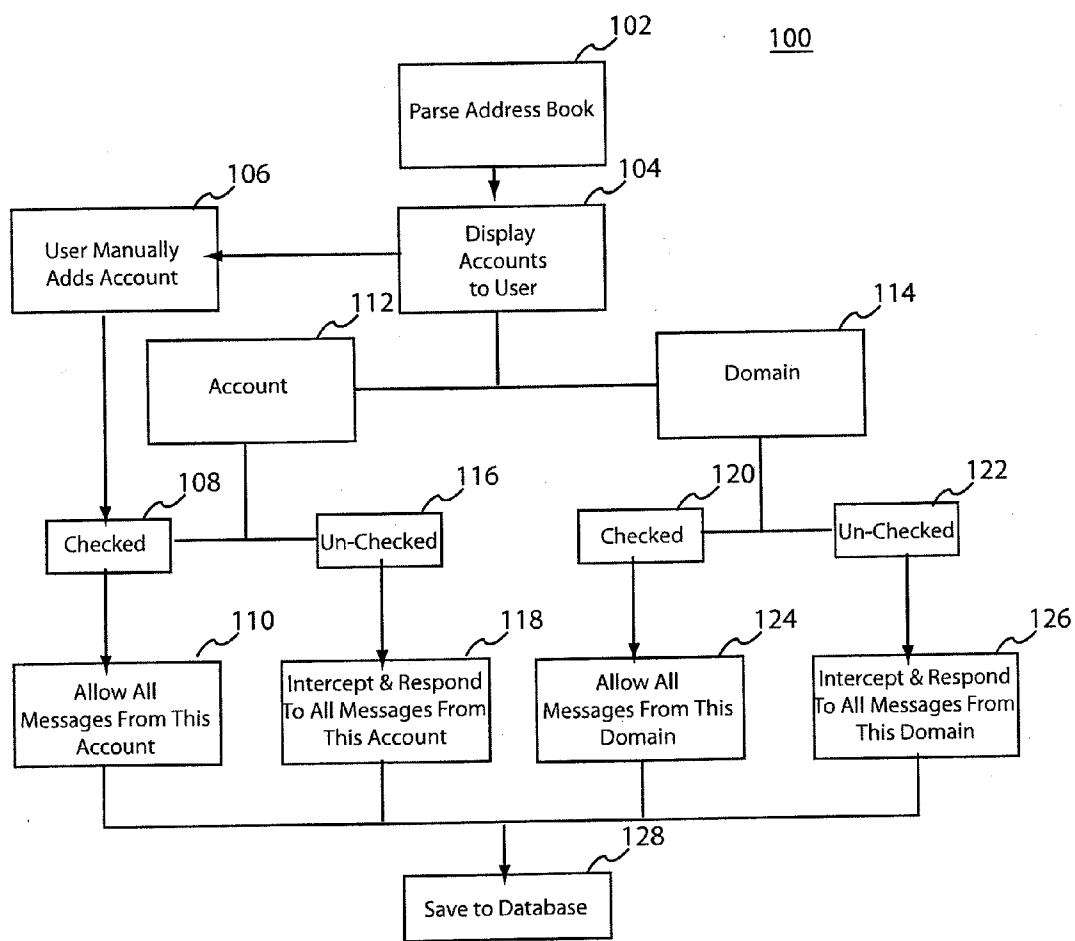 102
100
Parse Address Book
106
104
User Manually
Adds Account
Display
Accounts
to User
112
114
Account
Domain
108
116
120
122
Checked
Un-Checked
Checked
Un-Checked
110
118
124
126
Allow All
Messages From This
Account
Intercept & Respond
To All Messages From
This Account
Allow All
Messages From This
Domain
Intercept & Respond
To All Messages From
This Domain
128
Save to Database